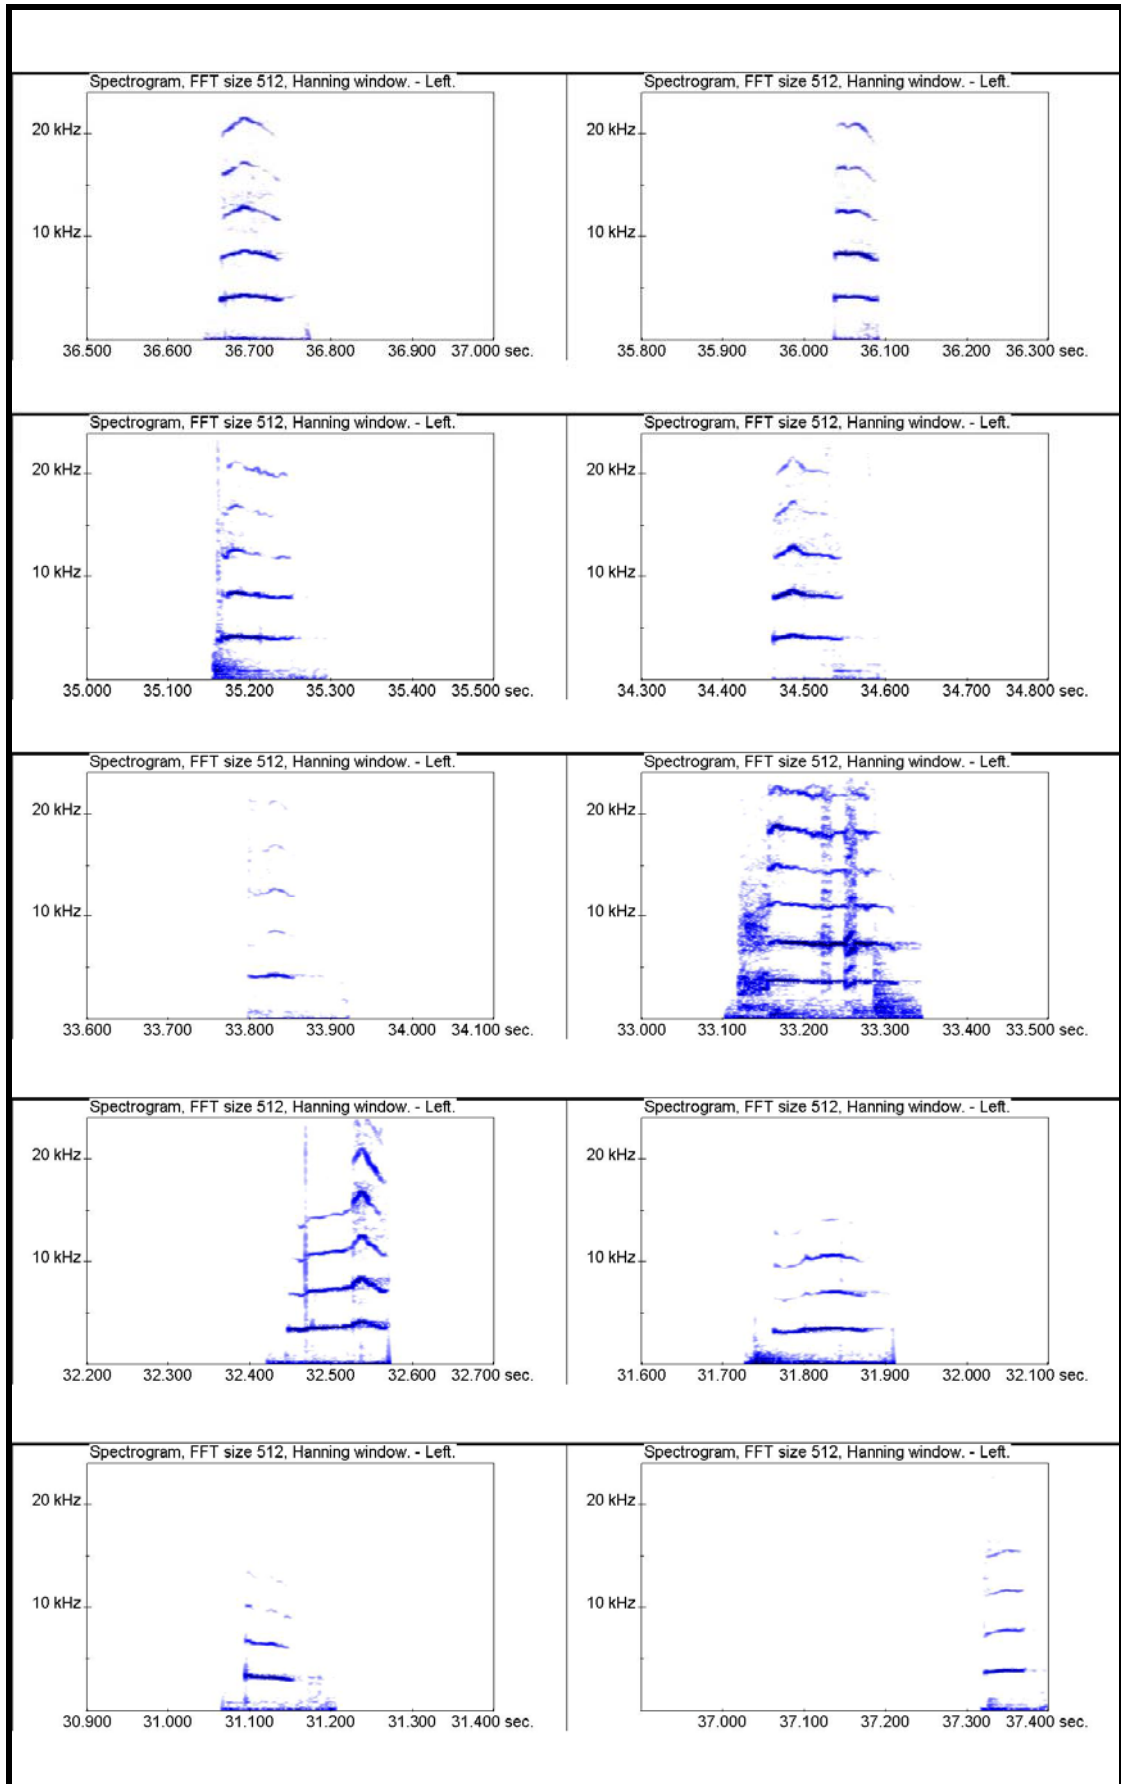 Spectrogram, FFT size 512, Hanning window. - Left.
20 kHz
10 kHz
36.500 36.600 36.700 36.800 36.900 37.000 sec.
Spectrogram, FFT size 512, Hanning window. - Left.
20 kHz
10 kHz
35.800 35.900 36.000 36.100 36.200 36.300 sec.
Spectrogram, FFT size 512, Hanning window. - Left.
20 kHz
10 kHz
35.000 35.100 35.200 35.300 35.400 35.500 sec.
Spectrogram, FFT size 512, Hanning window. - Left.
20 kHz
10 kHz
34.300 34.400 34.500 34.600 34.700 34.800 sec.
Spectrogram, FFT size 512, Hanning window. - Left.
20 kHz
10 kHz
33.600 33.700 33.800 33.900 34.000 34.100 sec.
Spectrogram, FFT size 512, Hanning window. - Left.
20 kHz
10 kHz
33.000 33.100 33.200 33.300 33.400 33.500 sec.
Spectrogram, FFT size 512, Hanning window. - Left.
20 kHz
10 kHz
32.200 32.300 32.400 32.500 32.600 32.700 sec.
Spectrogram, FFT size 512, Hanning window. - Left.
20 kHz
10 kHz
31.600 31.700 31.800 31.900 32.000 32.100 sec.
Spectrogram, FFT size 512, Hanning window. - Left.
20 kHz
10 kHz
30.900 31.000 31.100 31.200 31.300 31.400 sec.
Spectrogram, FFT size 512, Hanning window. - Left.
20 kHz
10 kHz
37.000 37.100 37.200 37.300 37.400 sec.